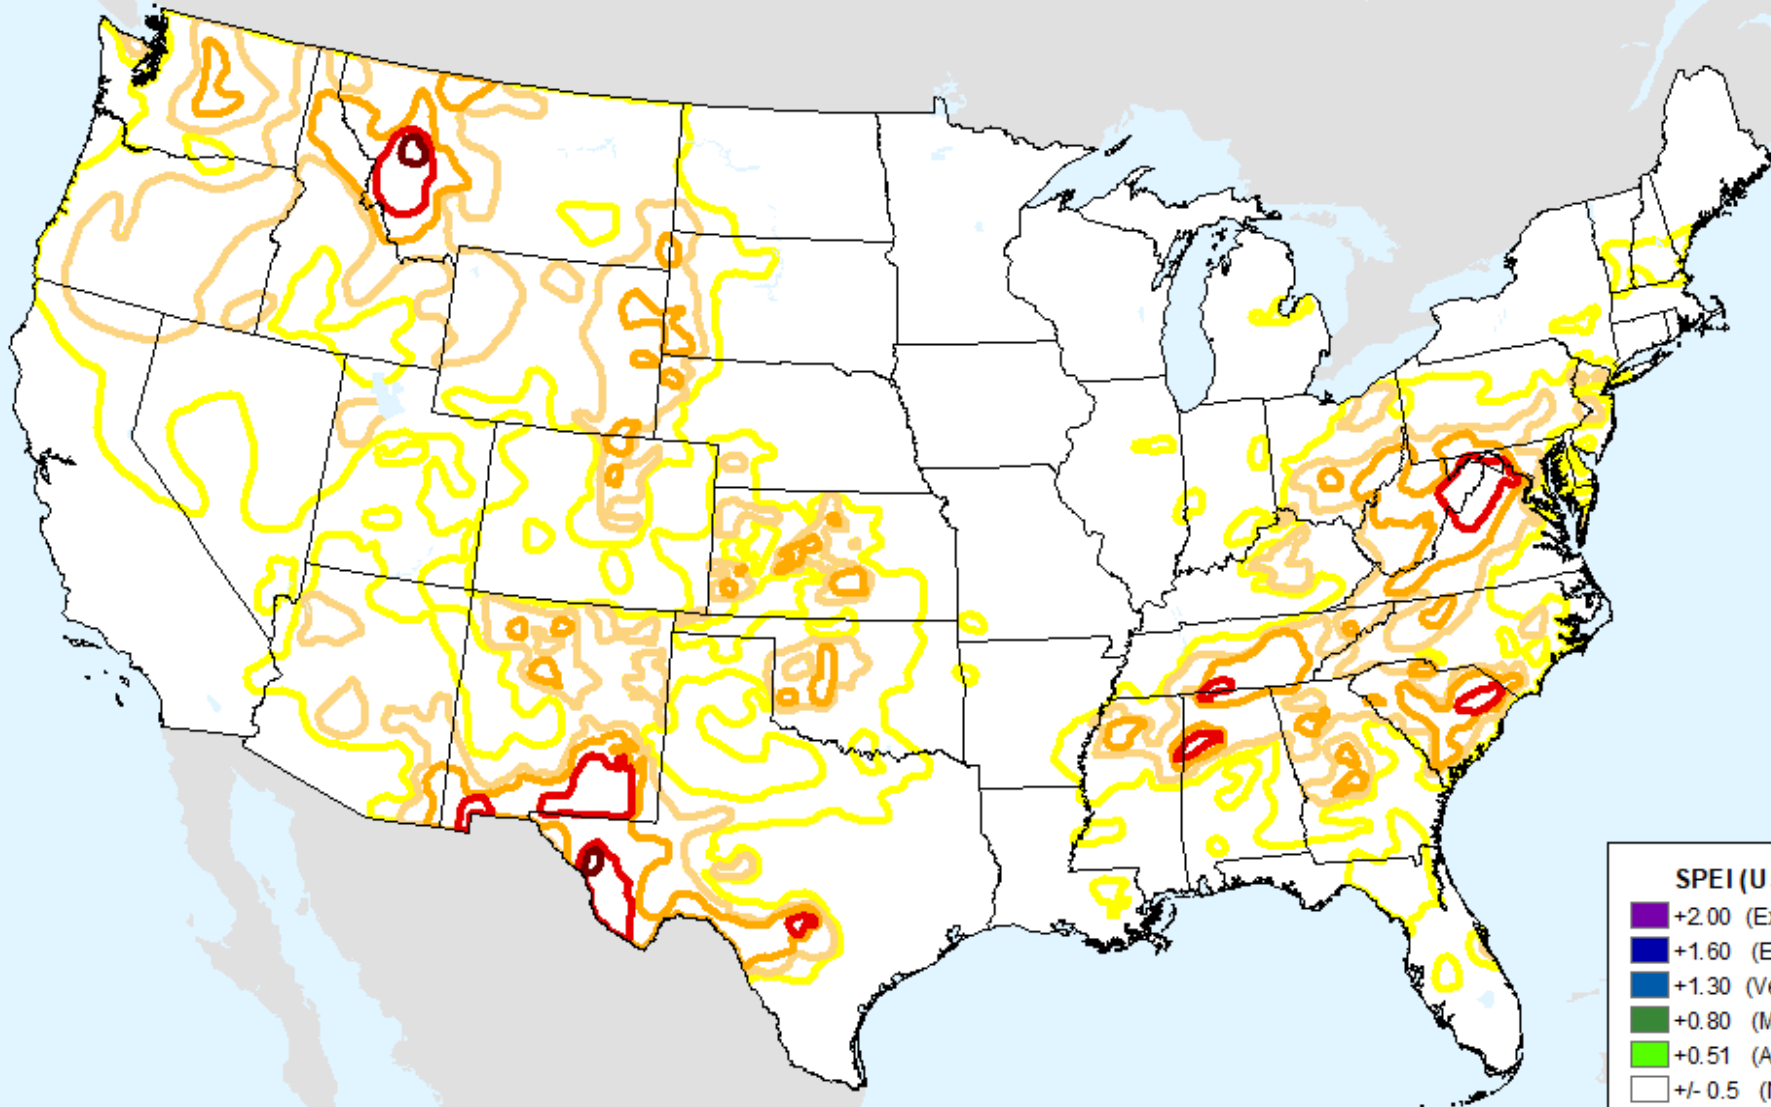 SPEI (U
+2.00 (Ex
+1.60 (E
+1.30 (Ve
+0.80 (M
+0.51 (A
+/- 0.5 (N